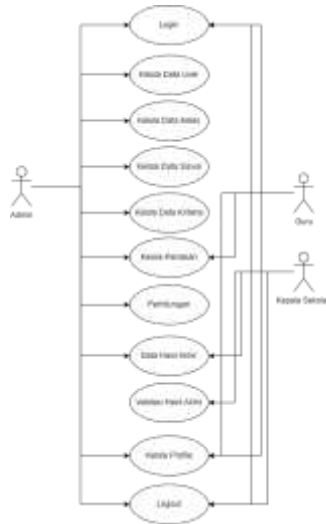 Login
Kelola Data User
Kelola Data Kelas
Kelola Data Siswa
Kelola Data Kriteria
Admin
Guru
Kelola Penilaian
Kepala Sekola
Perhitungan
Data Hasil Akhir
Validasi Hasil Akhir
Kelola Profile
Logout